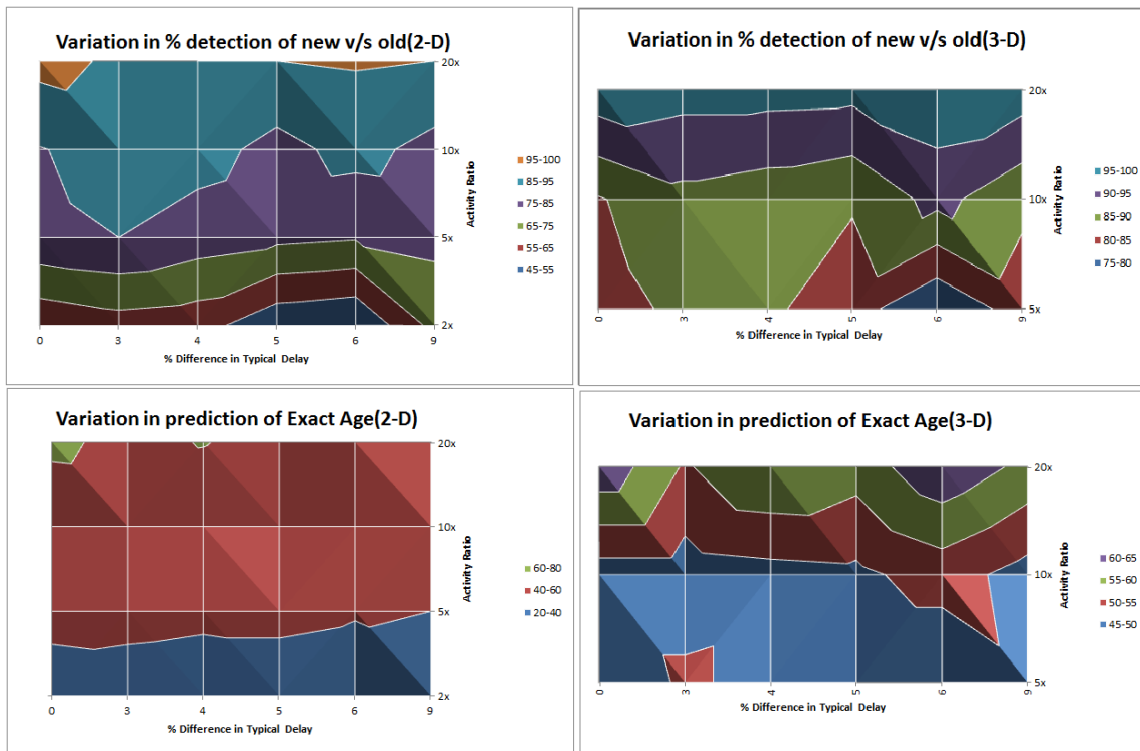 Variation in % detection of new v/s old(2-D)
20x
10x
5x
2x
Activity Ratio
95-100
85-95
75-85
65-75
55-65
45-55
0 3 4 5 6 9
% Difference in Typical Delay
Variation in % detection of new v/s old(3-D)
20x
10x
5x
Activity Ratio
95-100
90-95
85-90
80-85
75-80
0 3 4 5 6 9
% Difference in Typical Delay
Variation in prediction of Exact Age(2-D)
20x
10x
5x
2x
Activity Ratio
60-80
40-60
20-40
0 3 4 5 6 9
% Difference in Typical Delay
Variation in prediction of Exact Age(3-D)
20x
10x
5x
Activity Ratio
60-65
55-60
50-55
45-50
0 3 4 5 6 9
% Difference in Typical Delay